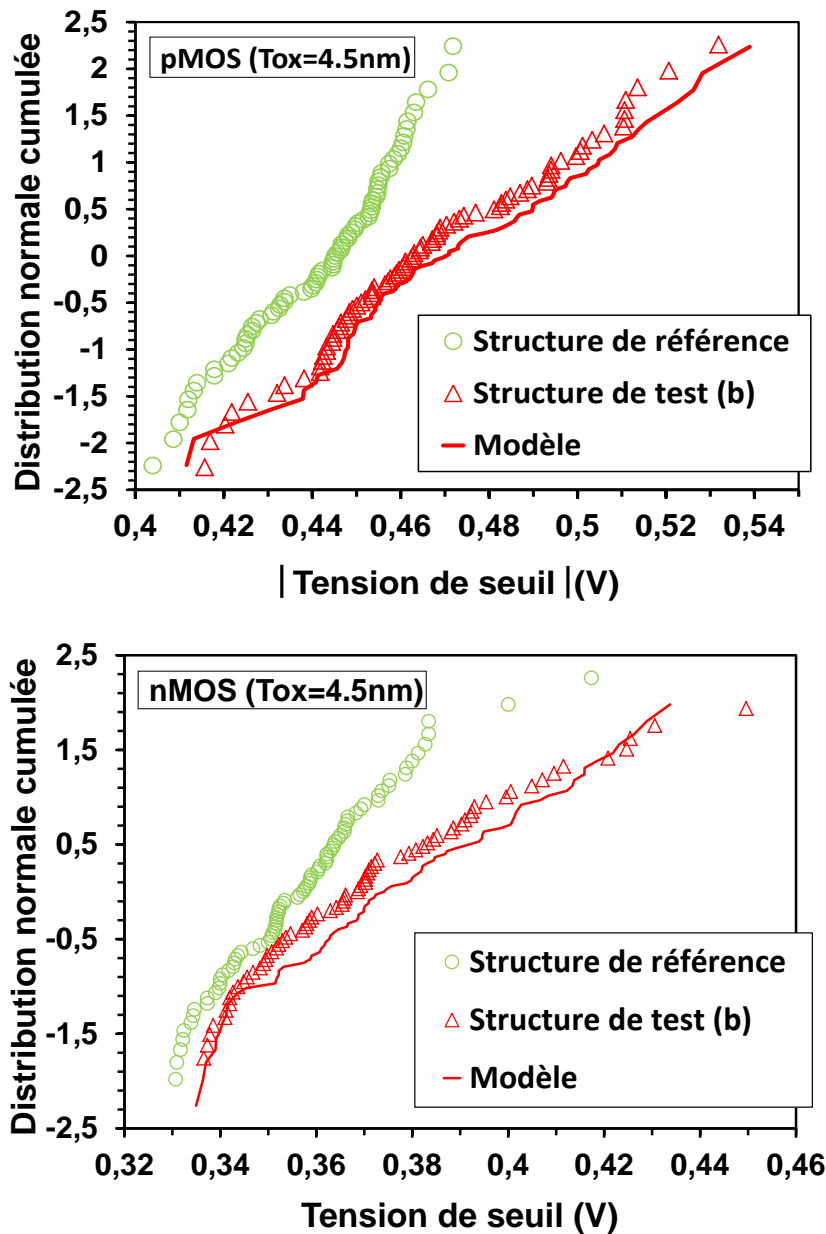 2,5
2
1,5
1
0,5
0
-0,5
-1
-1,5
-2
-2,5
Distribution normale cumulée
pMOS (Tox=4.5nm)
Structure de référence
Structure de test (b)
Modèle
0,4 0,42 0,44 0,46 0,48 0,5 0,52 0,54
|Tension de seuil|(V)
2,5
1,5
0,5
-0,5
-1,5
-2,5
Distribution normale cumulée
nMOS (Tox=4.5nm)
Structure de référence
Structure de test (b)
Modèle
0,32 0,34 0,36 0,38 0,4 0,42 0,44 0,46
Tension de seuil (V)